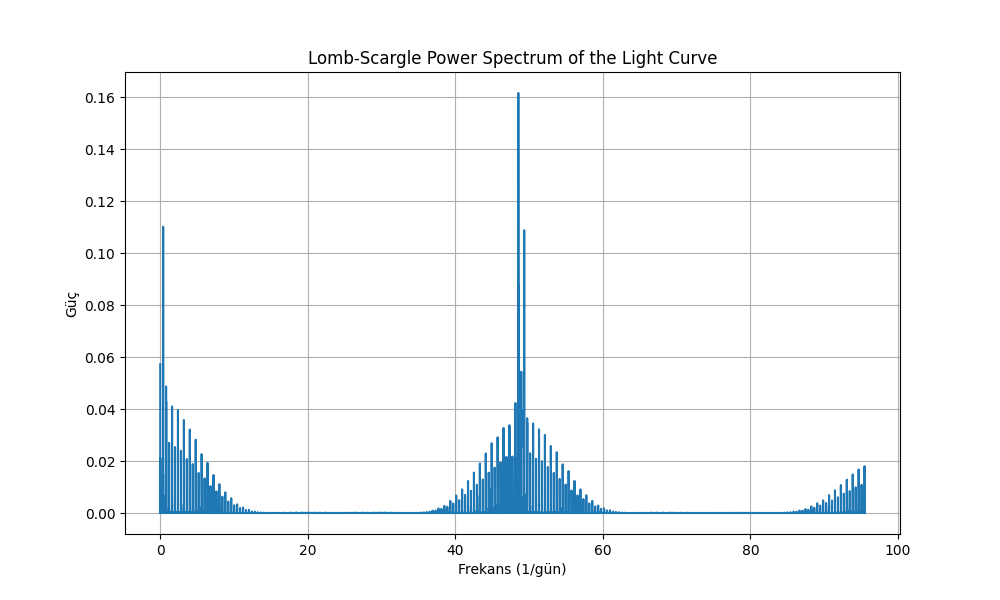 Lomb-Scargle Power Spectrum of the Light Curve
0.16
0.14
0.12
0.10
0.08
0.06
0.04
0.02
0.00
Güç
0 20 40 60 80 100
Frekans (1/gün)